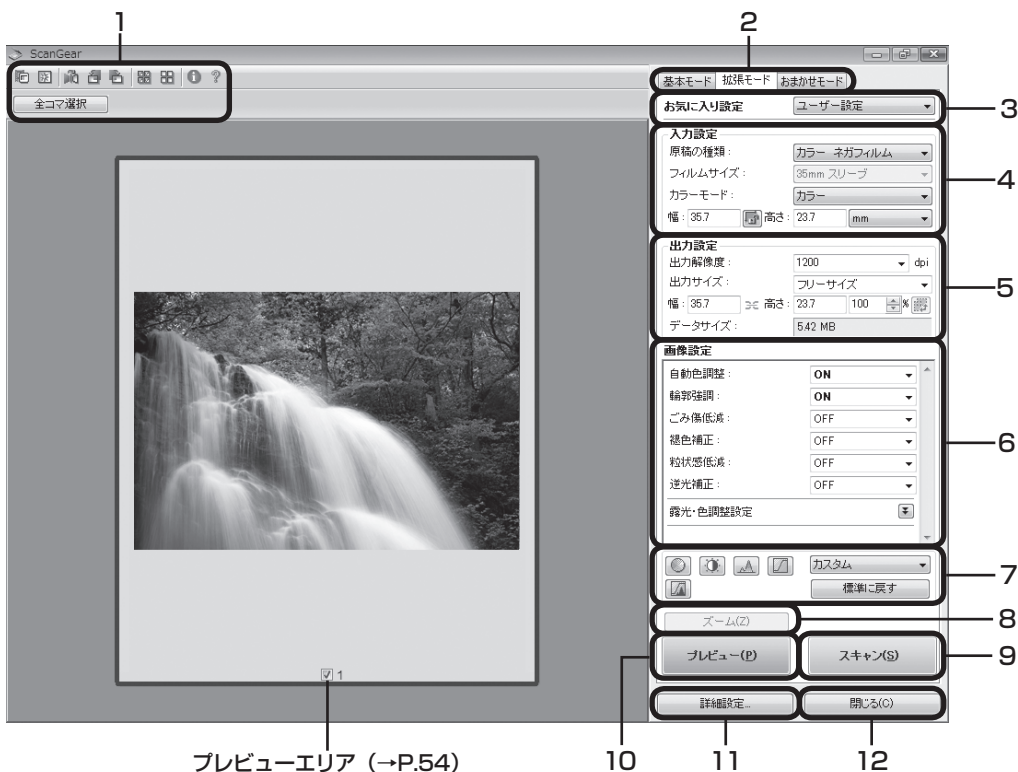 1
2
ScanGear
全コマ選択
基本モード 拡張モード おまかせモード
お気に入り設定 ユーザー設定
3
入力設定
原稿の種類： カラー ネガフィルム
フィルムサイズ： 35mm スリーブ
カラーモード： カラー
幅： 35.7 高さ： 23.7 mm
4
出力設定
出力解像度： 1200 dpi
出力サイズ： フリーサイズ
幅： 35.7 高さ： 23.7 100 %
データサイズ： 5.42 MB
5
画像設定
自動色調整： ON
輪郭強調： ON
ごみ傷低減： OFF
褪色補正： OFF
粒状感低減： OFF
逆光補正： OFF
露光・色調整設定
6
カスタム
標準に戻す
7
ズーム(Z)
8
プレビュー(P) スキャン(S)
9
1
詳細設定... 閉じる(C)
プレビューエリア（→P.54）
10
11
12